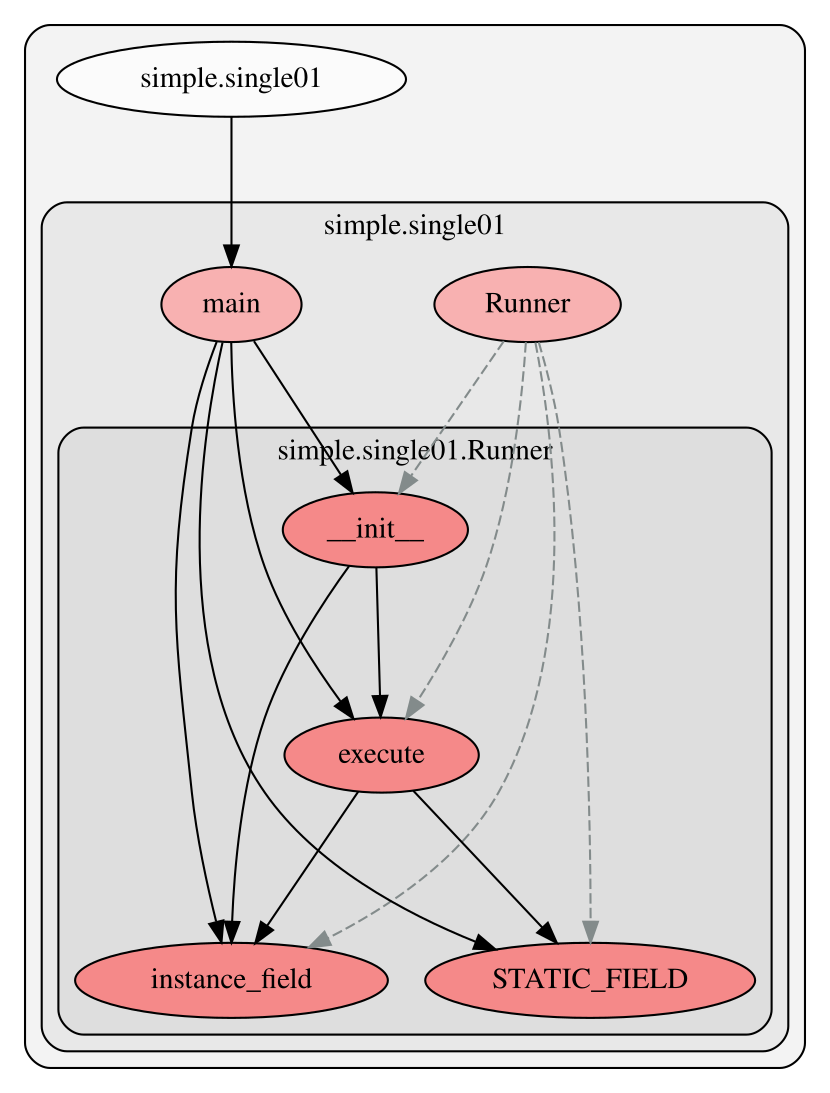 simple.single01
simple.single01
main
Runner
simple.single01.Runner
__init__
execute
instance_field
STATIC_FIELD